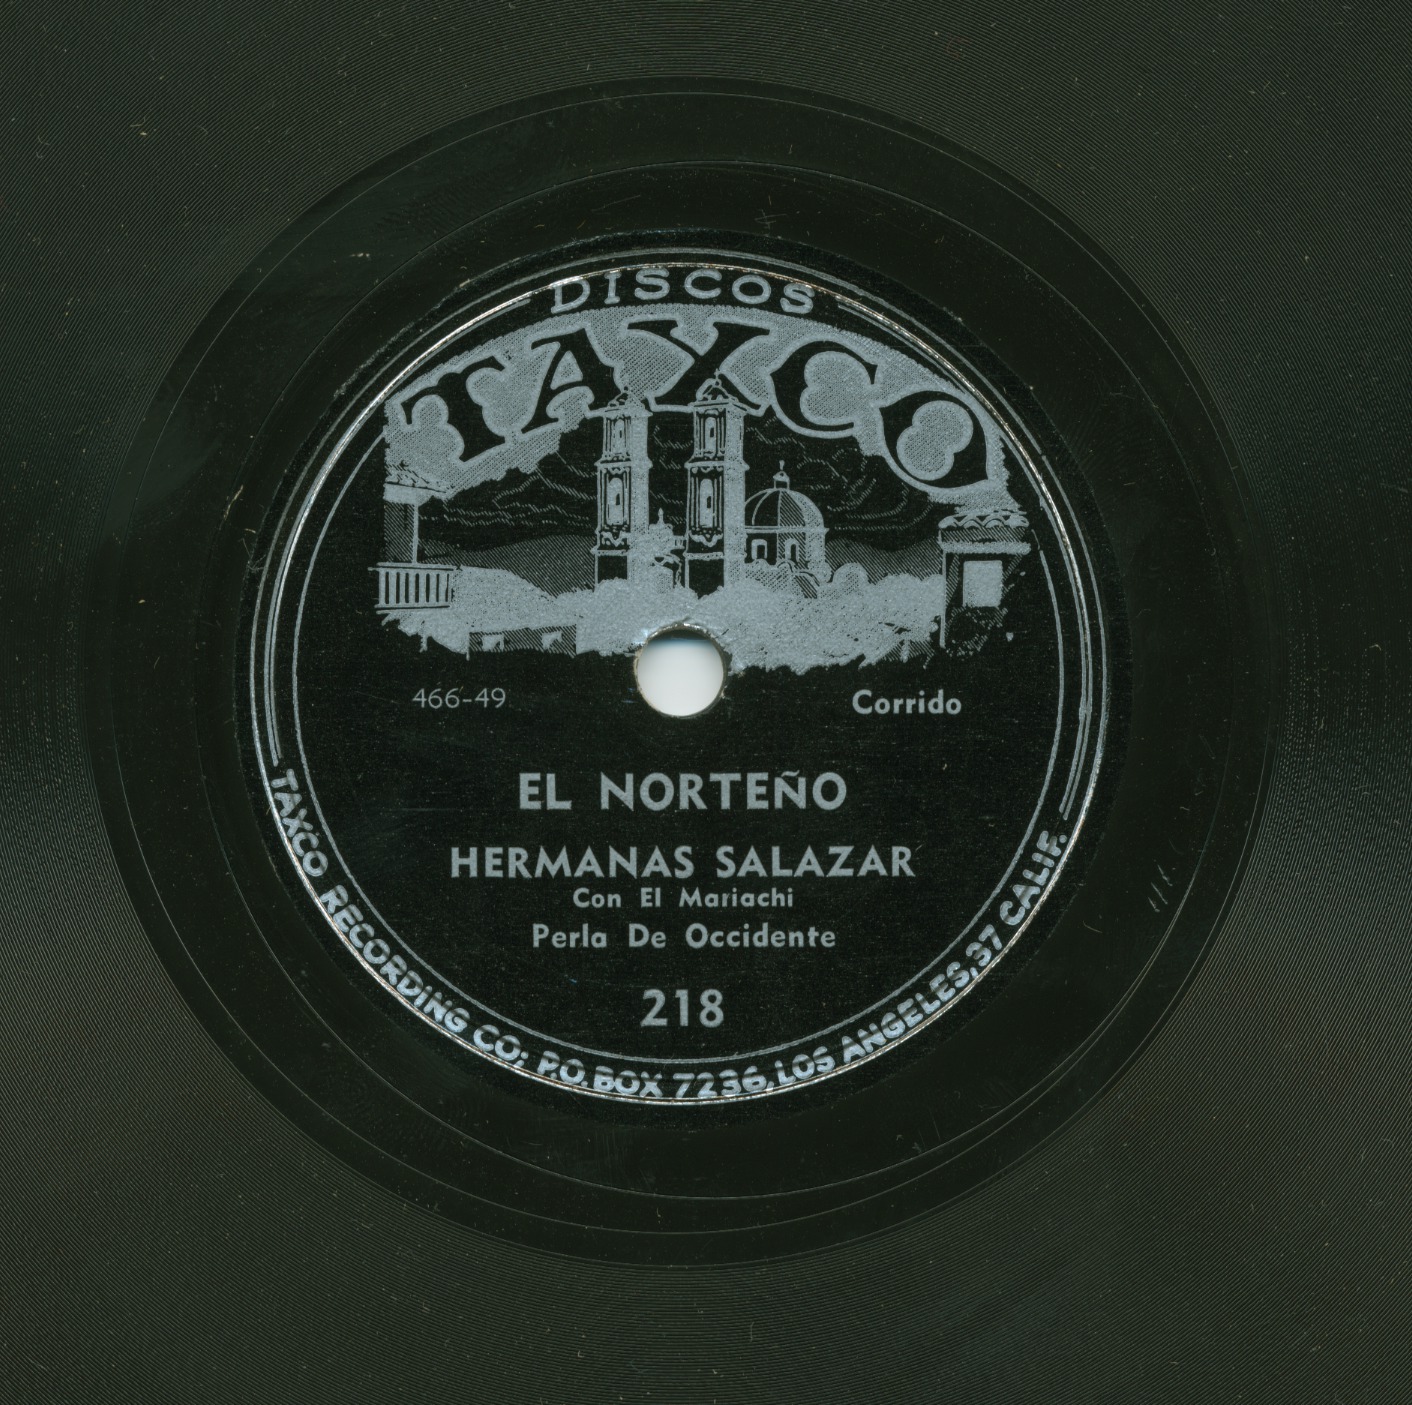 DISCOS
TAXCO
466-49
Corrido
EL NORTEÑO
HERMANAS SALAZAR
Con El Mariachi
Perla De Occidente
218
TAXCO RECORDING CO; P.O. BOX 7236, LOS ANGELES, 37 CALIF.